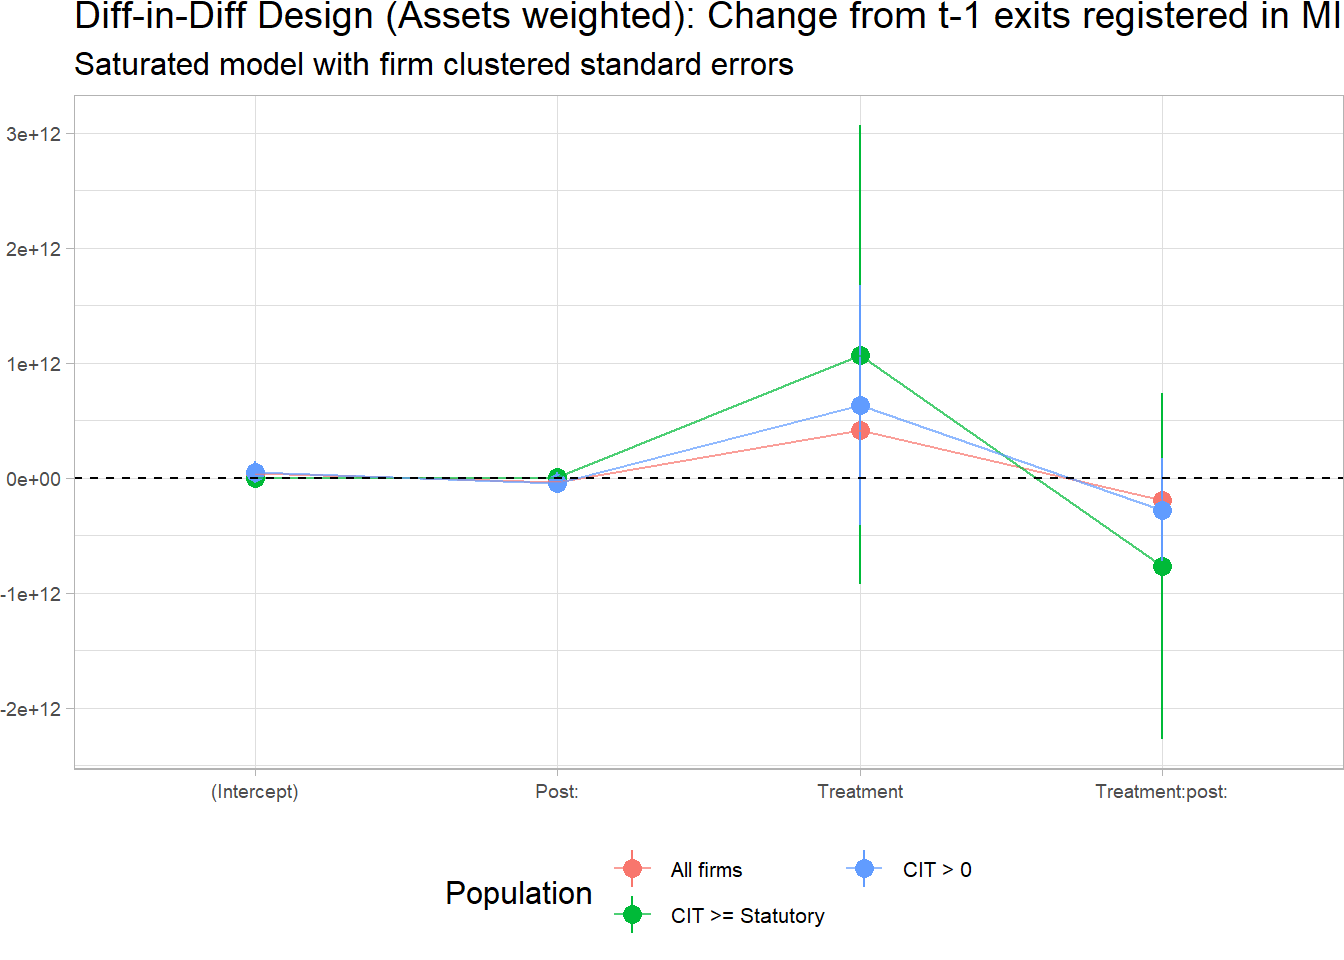 Diff-in-Diff Design (Assets weighted): Change from t-1 exits registered in MI
Saturated model with firm clustered standard errors
3e+12
2e+12
1e+12
0e+00
-1e+12
-2e+12
(Intercept)
Post:
Treatment
Treatment:post:
Population
All firms
CIT > 0
CIT >= Statutory